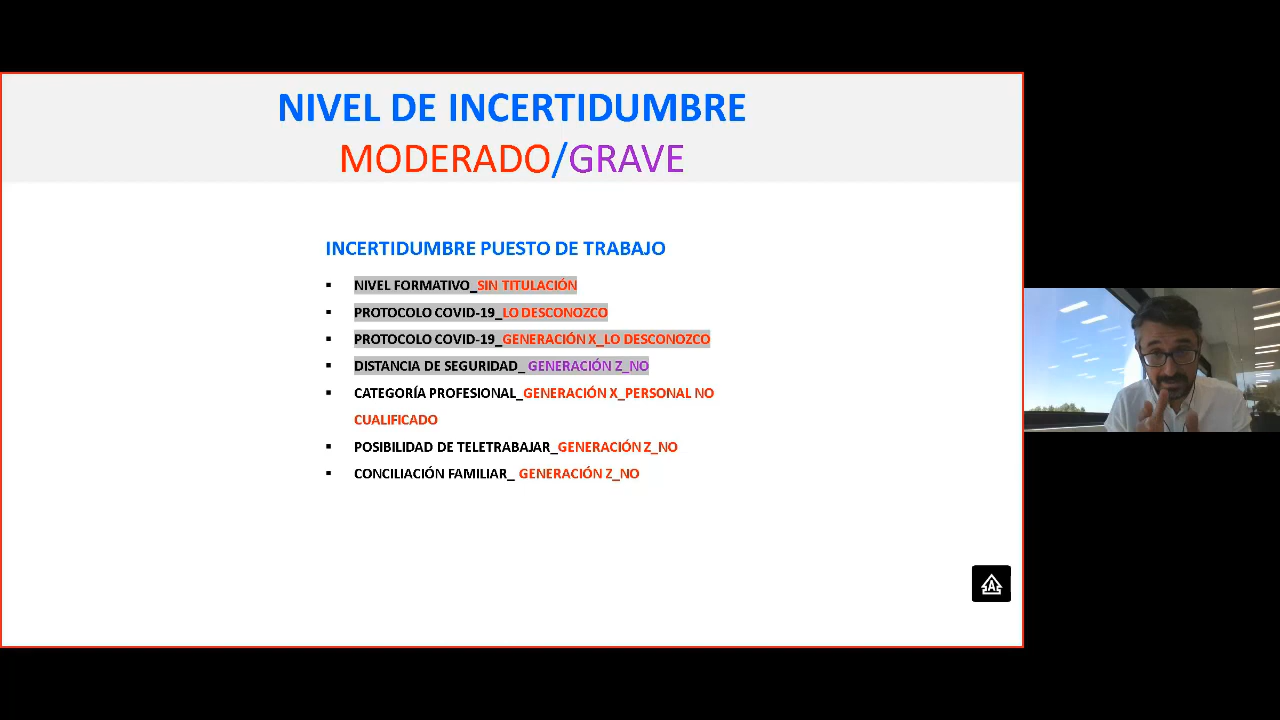 NIVEL DE INCERTIDUMBRE
MODERADO/GRAVE
INCERTIDUMBRE PUESTO DE TRABAJO
▪ NIVEL FORMATIVO_SIN TITULACIÓN
▪ PROTOCOLO COVID-19_LO DESCONOZCO
▪ PROTOCOLO COVID-19_GENERACIÓN X_LO DESCONOZCO
▪ DISTANCIA DE SEGURIDAD_ GENERACIÓN Z_NO
▪ CATEGORÍA PROFESIONAL_GENERACIÓN X_PERSONAL NO
CUALIFICADO
▪ POSIBILIDAD DE TELETRABAJAR_GENERACIÓN Z_NO
▪ CONCILIACIÓN FAMILIAR_ GENERACIÓN Z_NO
A